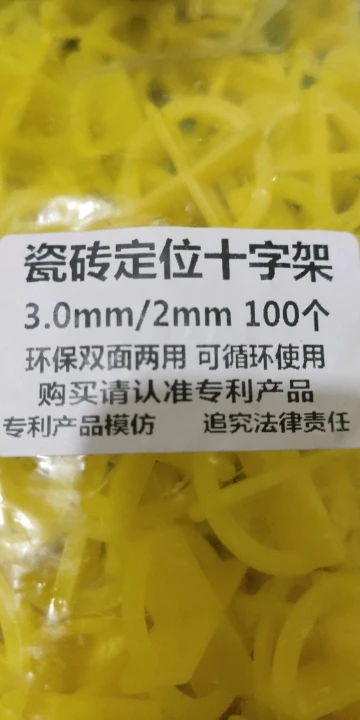 瓷砖定位十字架
3.0mm/2mm 100个
环保双面两用 可循环使用
购买请认准专利产品
专利产品模仿 追究法律责任